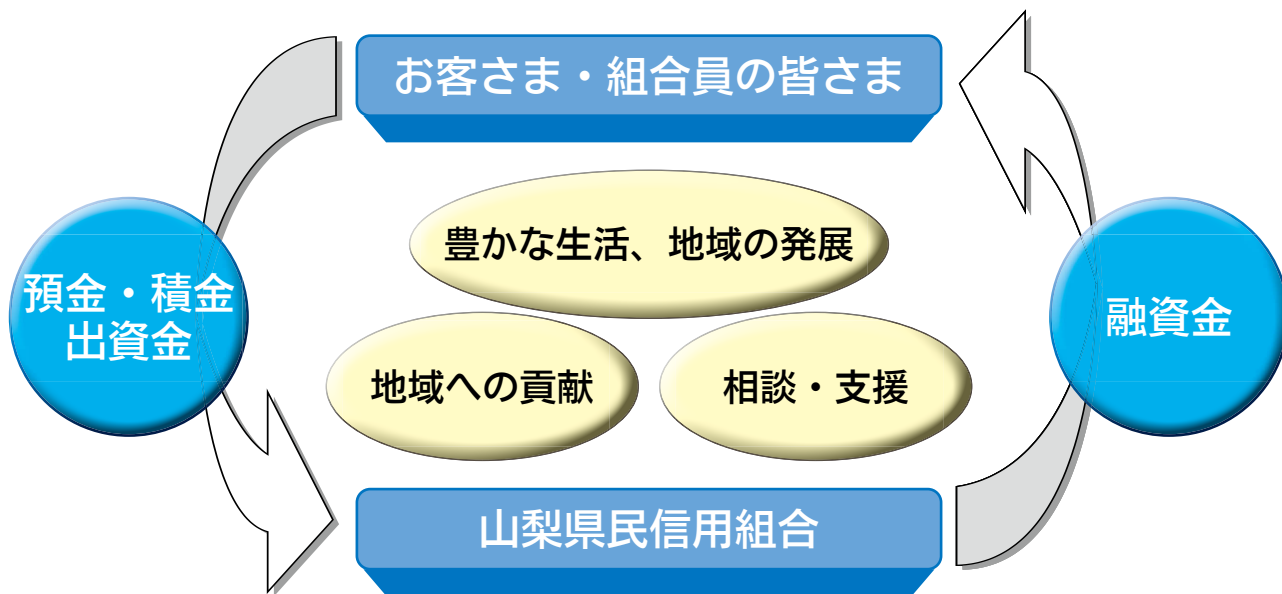 お客さま・組合員の皆さま
豊かな生活、地域の発展
預金・積金
出資金
融資金
地域への貢献
相談・支援
山梨県民信用組合